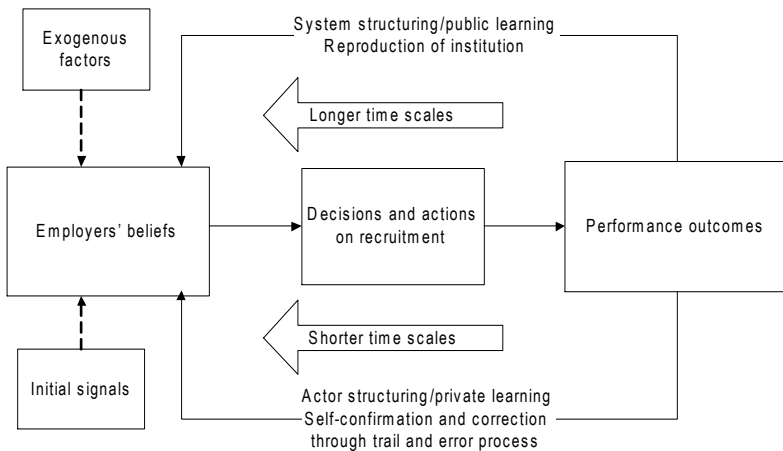 Exogenous
factors
System structuring/public learning
Reproduction of institution
Longer time scales
Employers' beliefs
Decisions and actions
on recruitment
Performance outcomes
Shorter time scales
Initial signals
Actor structuring/private learning
Self-confirmation and correction
through trail and error process